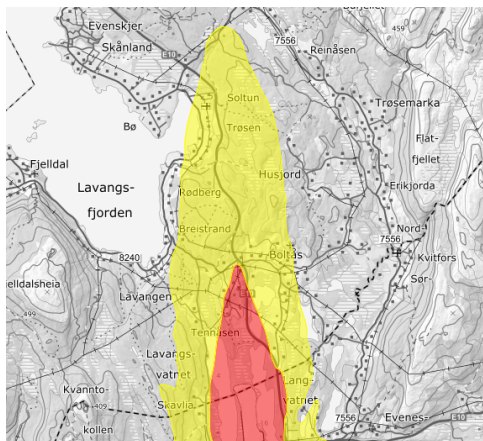 Evenskjer
Skånland
E10
7556
459
Reinåsen
Soltun
Trøsemarka
Bø
Trøsen
Flat-
fjellet
Fjelldal
Husjord
Lavangs-
fjorden
Rødberg
Erikjorda
Breistrand
Nord-
7556
Kvitfors
8240
Boltås
Sør-
elldalsheia
Lavangen
499
Tennåsen
Lavangs-
vatnet
Lang-
vatnet
Kvannto-
kollen
409
Skavlia
7556
Evenes-
E10